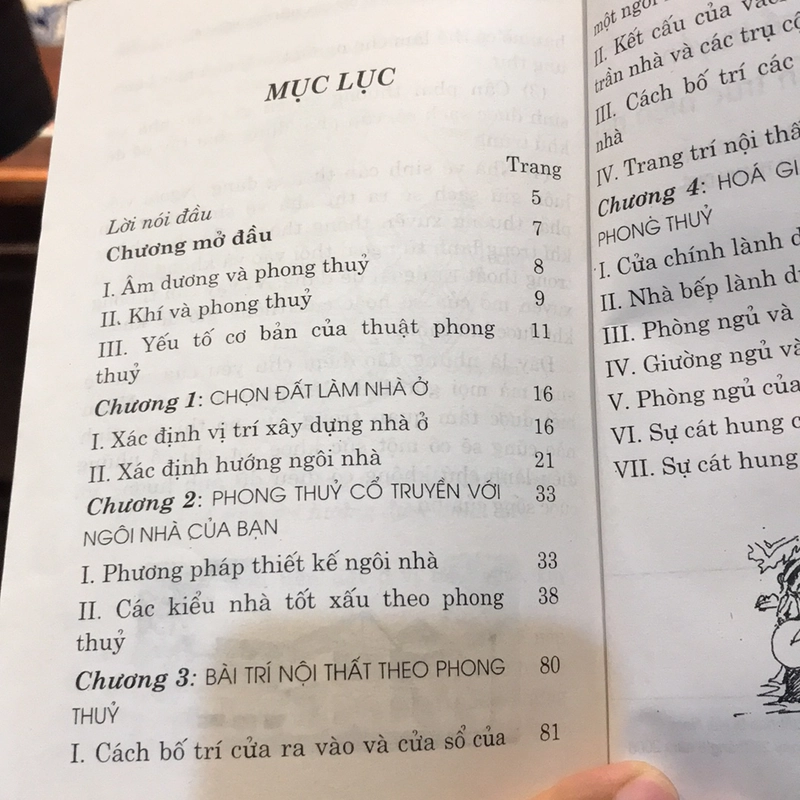 MỤC LỤC
Trang
Lời nói đầu 5
Chương mở đầu 7
I. Âm dương và phong thuỷ 8
II. Khí và phong thuỷ 9
III. Yếu tố cơ bản của thuật phong 11
thuỷ
Chương 1: CHỌN ĐẤT LÀM NHÀ Ở 16
I. Xác định vị trí xây dựng nhà ở 16
II. Xác định hướng ngôi nhà 21
Chương 2: PHONG THUỶ CỔ TRUYỀN VỚI 33
NGÔI NHÀ CỦA BẠN
I. Phương pháp thiết kế ngôi nhà 33
II. Các kiểu nhà tốt xấu theo phong 38
thuỷ
Chương 3: BÀI TRÍ NỘI THẤT THEO PHONG 80
THUỶ
I. Cách bố trí cửa ra vào và cửa sổ của 81
một ngôi
II. Kết cấu của
trần nhà và các trụ
III. Cách bố trí các
nhà
IV. Trang trí nội
Chương 4: HOÁ
PHONG THUỶ
I. Cửa chính lành
II. Nhà bếp lành
III. Phòng ngủ và
IV. Giường ngủ
V. Phòng ngủ của
VI. Sự cát hung
VII. Sự cát hung